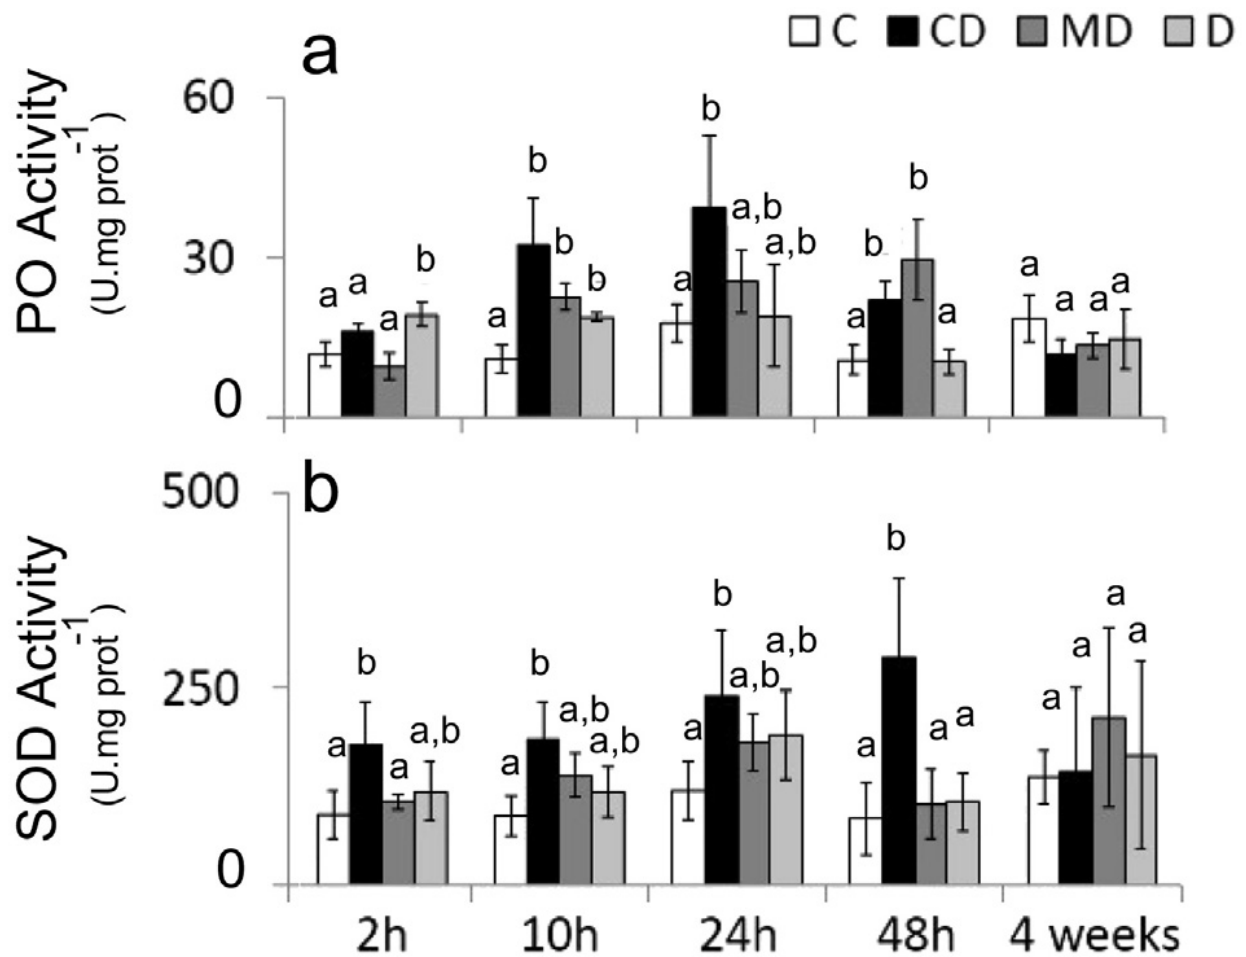 a
C CD MD D
PO Activity
(U.mg prot-1)
60
30
0
a a a b
a b b b
a b a,b a,b
a b b a
a a a a
b
SOD Activity
(U.mg prot-1)
500
250
0
a b a a,b
a b a,b a,b
a b a,b a,b
a b a a
a a a a
2h 10h 24h 48h 4 weeks